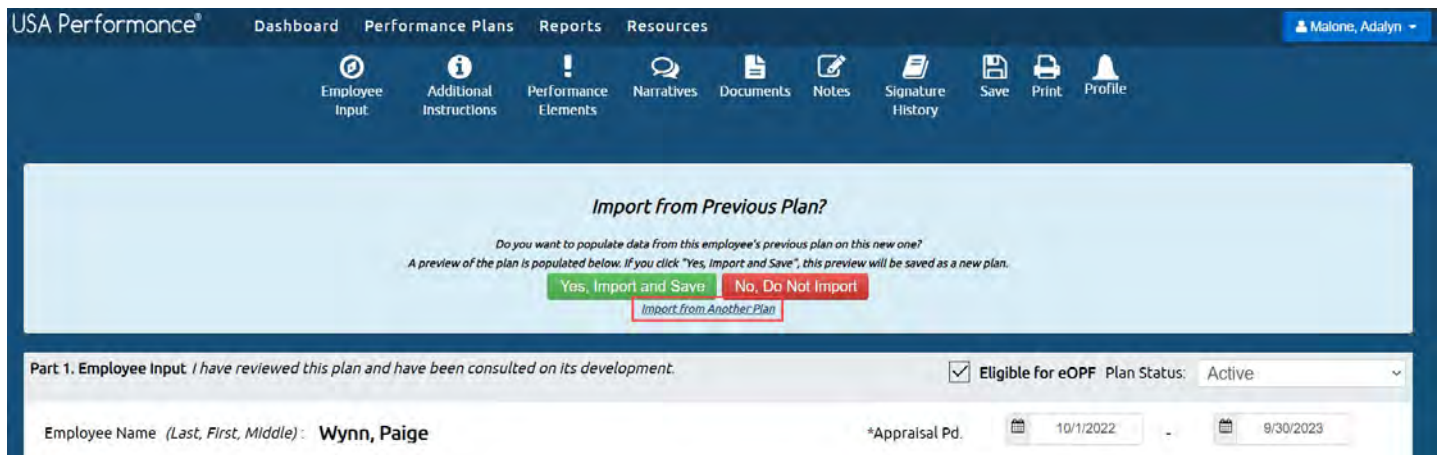 USA Performance® Dashboard Performance Plans Reports Resources Malone, Adalyn
Employee Input Additional Instructions Performance Elements Narratives Documents Notes Signature History Save Print Profile
Import from Previous Plan?
Do you want to populate data from this employee's previous plan on this new one?
A preview of the plan is populated below. If you click "Yes, Import and Save", this preview will be saved as a new plan.
Yes, Import and Save No, Do Not Import
Import from Another Plan
Part 1. Employee Input I have reviewed this plan and have been consulted on its development. Eligible for eOPF Plan Status: Active
Employee Name (Last, First, Middle) : Wynn, Paige *Appraisal Pd. 10/1/2022 - 9/30/2023